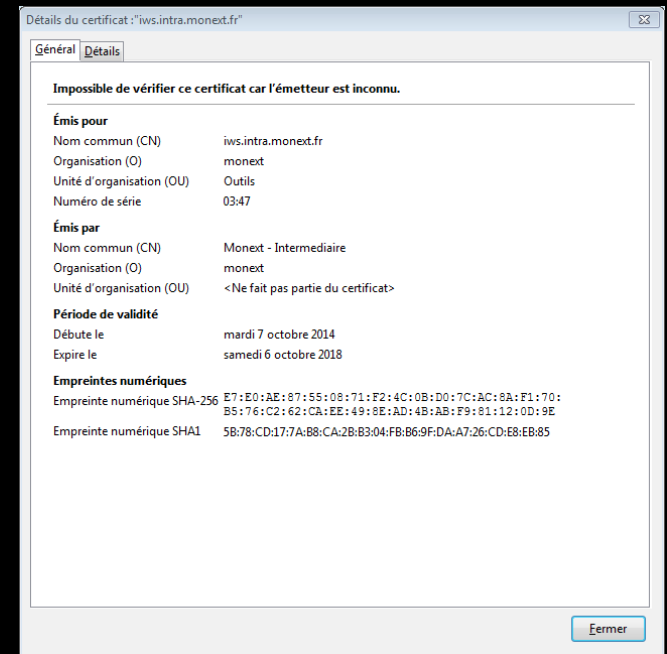 Détails du certificat :"iws.intra.monext.fr"
Général Détails
Impossible de vérifier ce certificat car l'émetteur est inconnu.
Émis pour
Nom commun (CN) iws.intra.monext.fr
Organisation (O) monext
Unité d'organisation (OU) Outils
Numéro de série 03:47
Émis par
Nom commun (CN) Monext - Intermediaire
Organisation (O) monext
Unité d'organisation (OU) <Ne fait pas partie du certificat>
Période de validité
Débute le mardi 7 octobre 2014
Expire le samedi 6 octobre 2018
Empreintes numériques
Empreinte numérique SHA-256 E7:E0:AE:87:55:08:71:F2:4C:0B:D0:7C:AC:8A:F1:70:
B5:76:C2:62:CA:EE:49:8E:AD:4B:AB:F9:81:12:0D:9E
Empreinte numérique SHA1 5B:78:CD:17:7A:B8:CA:2B:B3:04:FB:B6:9F:DA:A7:26:CD:E8:EB:85
Fermer